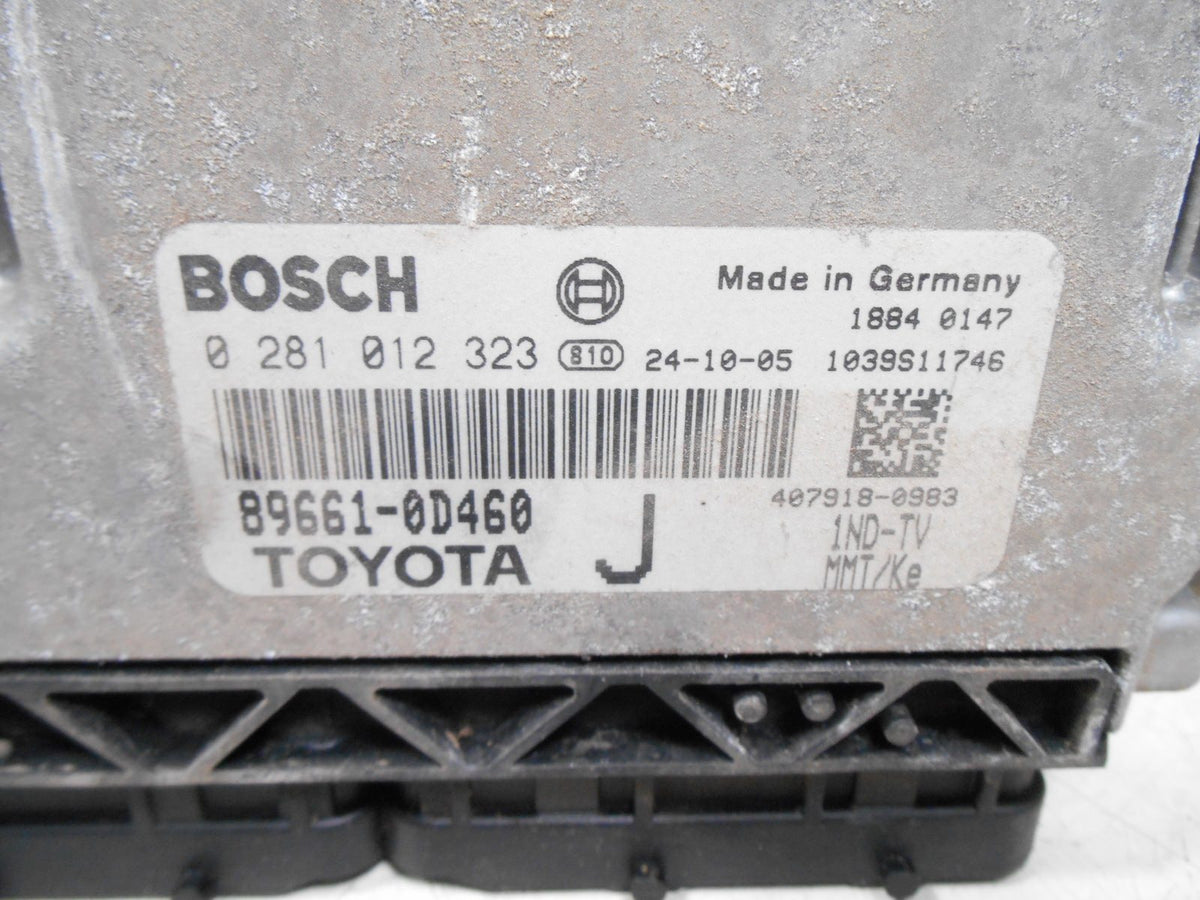 BOSCH
Made in Germany
1884 0147
0 281 012 323 S10 24-10-05 1039S11746
89661-0D460
407918-0983
TOYOTA J
1ND-TV
MMT/Ke